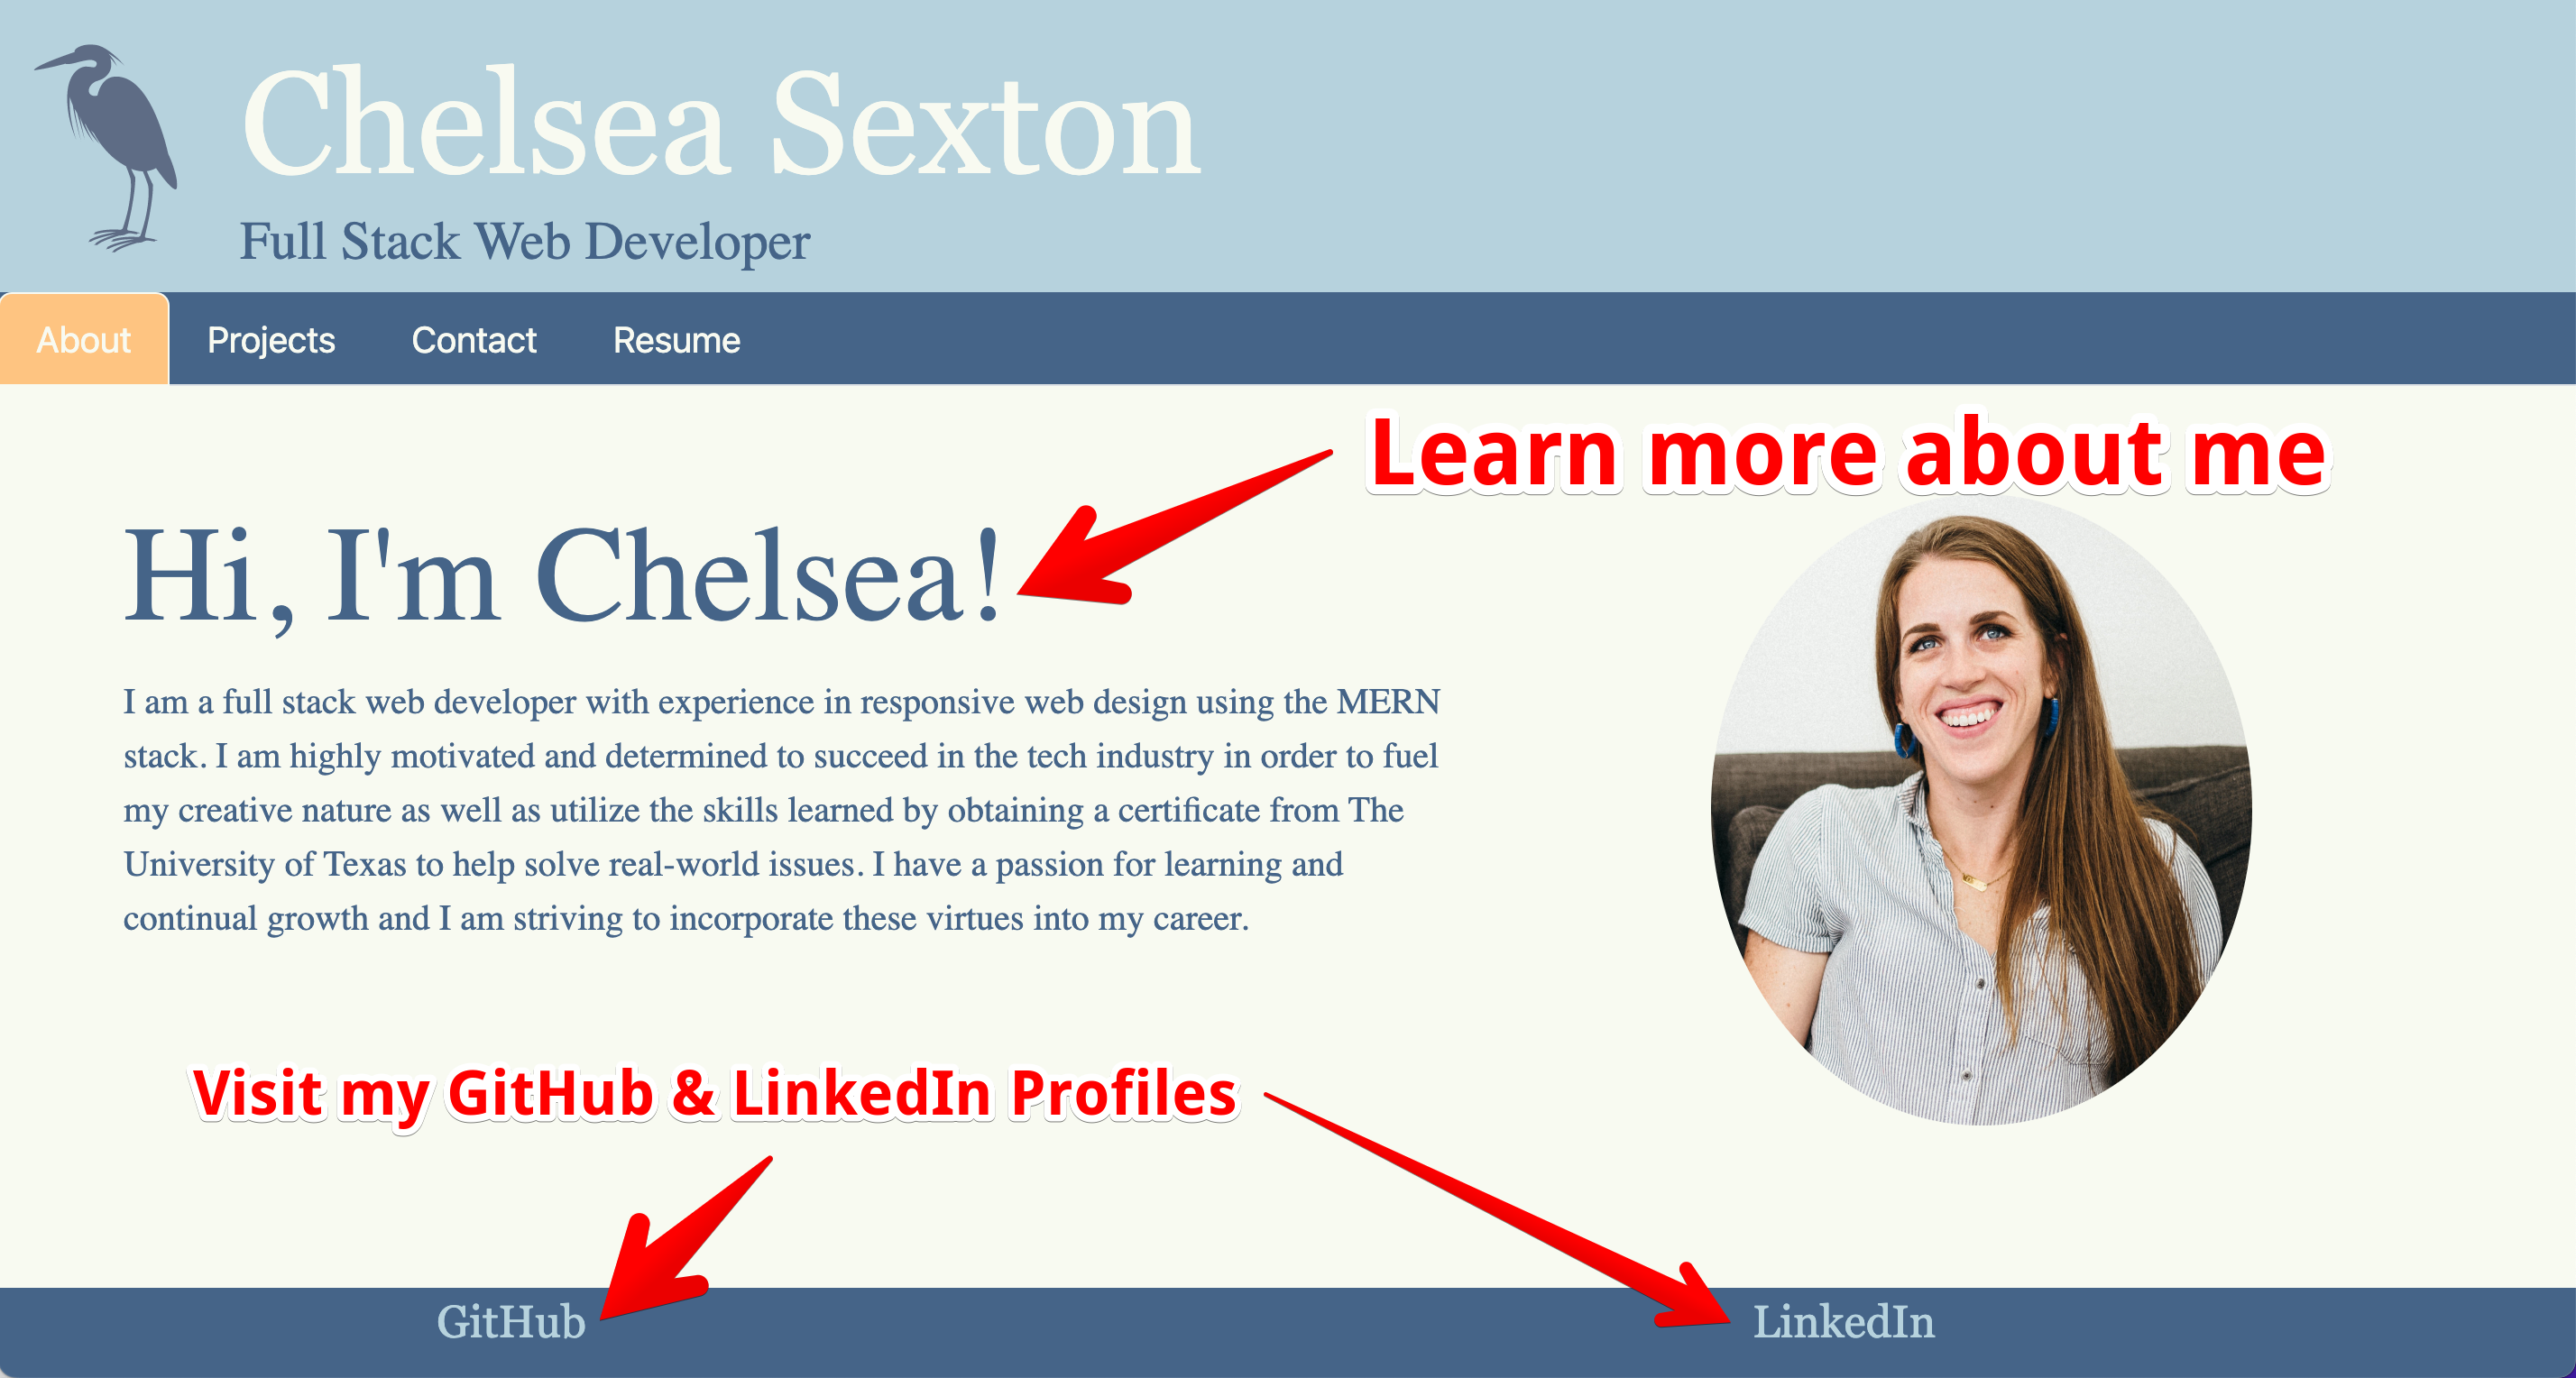 Chelsea Sexton
Full Stack Web Developer
About
Projects
Contact
Resume
Learn more about me
Hi, I'm Chelsea!
I am a full stack web developer with experience in responsive web design using the MERN
stack. I am highly motivated and determined to succeed in the tech industry in order to fuel
my creative nature as well as utilize the skills learned by obtaining a certificate from The
University of Texas to help solve real-world issues. I have a passion for learning and
continual growth and I am striving to incorporate these virtues into my career.
Visit my GitHub & LinkedIn Profiles
GitHub
LinkedIn